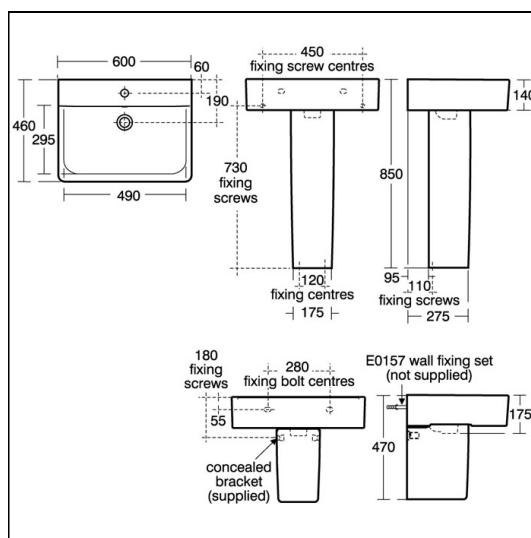 600
60
190
460
295
490
450
fixing screw centres
730
fixing
screws
120
fixing centres
175
140
850
95
110
fixing screws
275
180
fixing
screws
55
280
fixing bolt centres
concealed
bracket
(supplied)
E0157 wall fixing set
(not supplied)
470
175